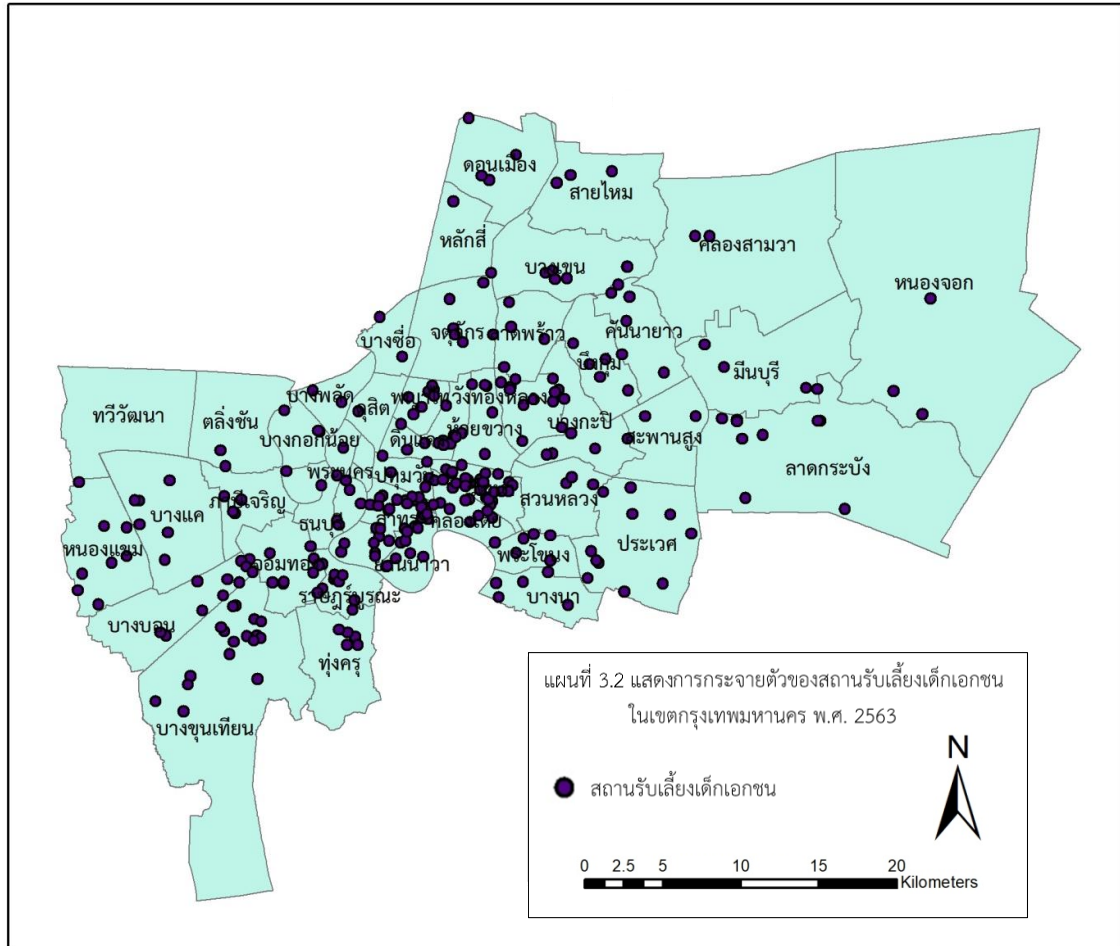 ดอนเมือง
สายไหม
หลักสี่
คลองสามวา
บางเขน
หนองจอก
บางซื่อ
จตุจักร
ลาดพร้าว
คันนายาว
บึงกุ่ม
มีนบุรี
ทวีวัฒนา
ตลิ่งชัน
บางพลัด
ดุสิต
พญาไท
วังทองหลาง
บางกะปิ
สะพานสูง
บางกอกน้อย
ดินแดง
ห้วยขวาง
ลาดกระบัง
พระนคร
ปทุมวัน
สวนหลวง
ภาษีเจริญ
บางแค
ธนบุรี
สาทร
คลองเตย
ประเวศ
หนองแขม
จอมทอง
ยานนาวา
พระโขนง
ราษฎร์บูรณะ
บางนา
บางบอน
ทุ่งครุ
บางขุนเทียน
แผนที่ 3.2 แสดงการกระจายตัวของสถานรับเลี้ยงเด็กเอกชน
ในเขตกรุงเทพมหานคร พ.ศ. 2563
สถานรับเลี้ยงเด็กเอกชน
N
0 2.5 5 10 15 20
Kilometers